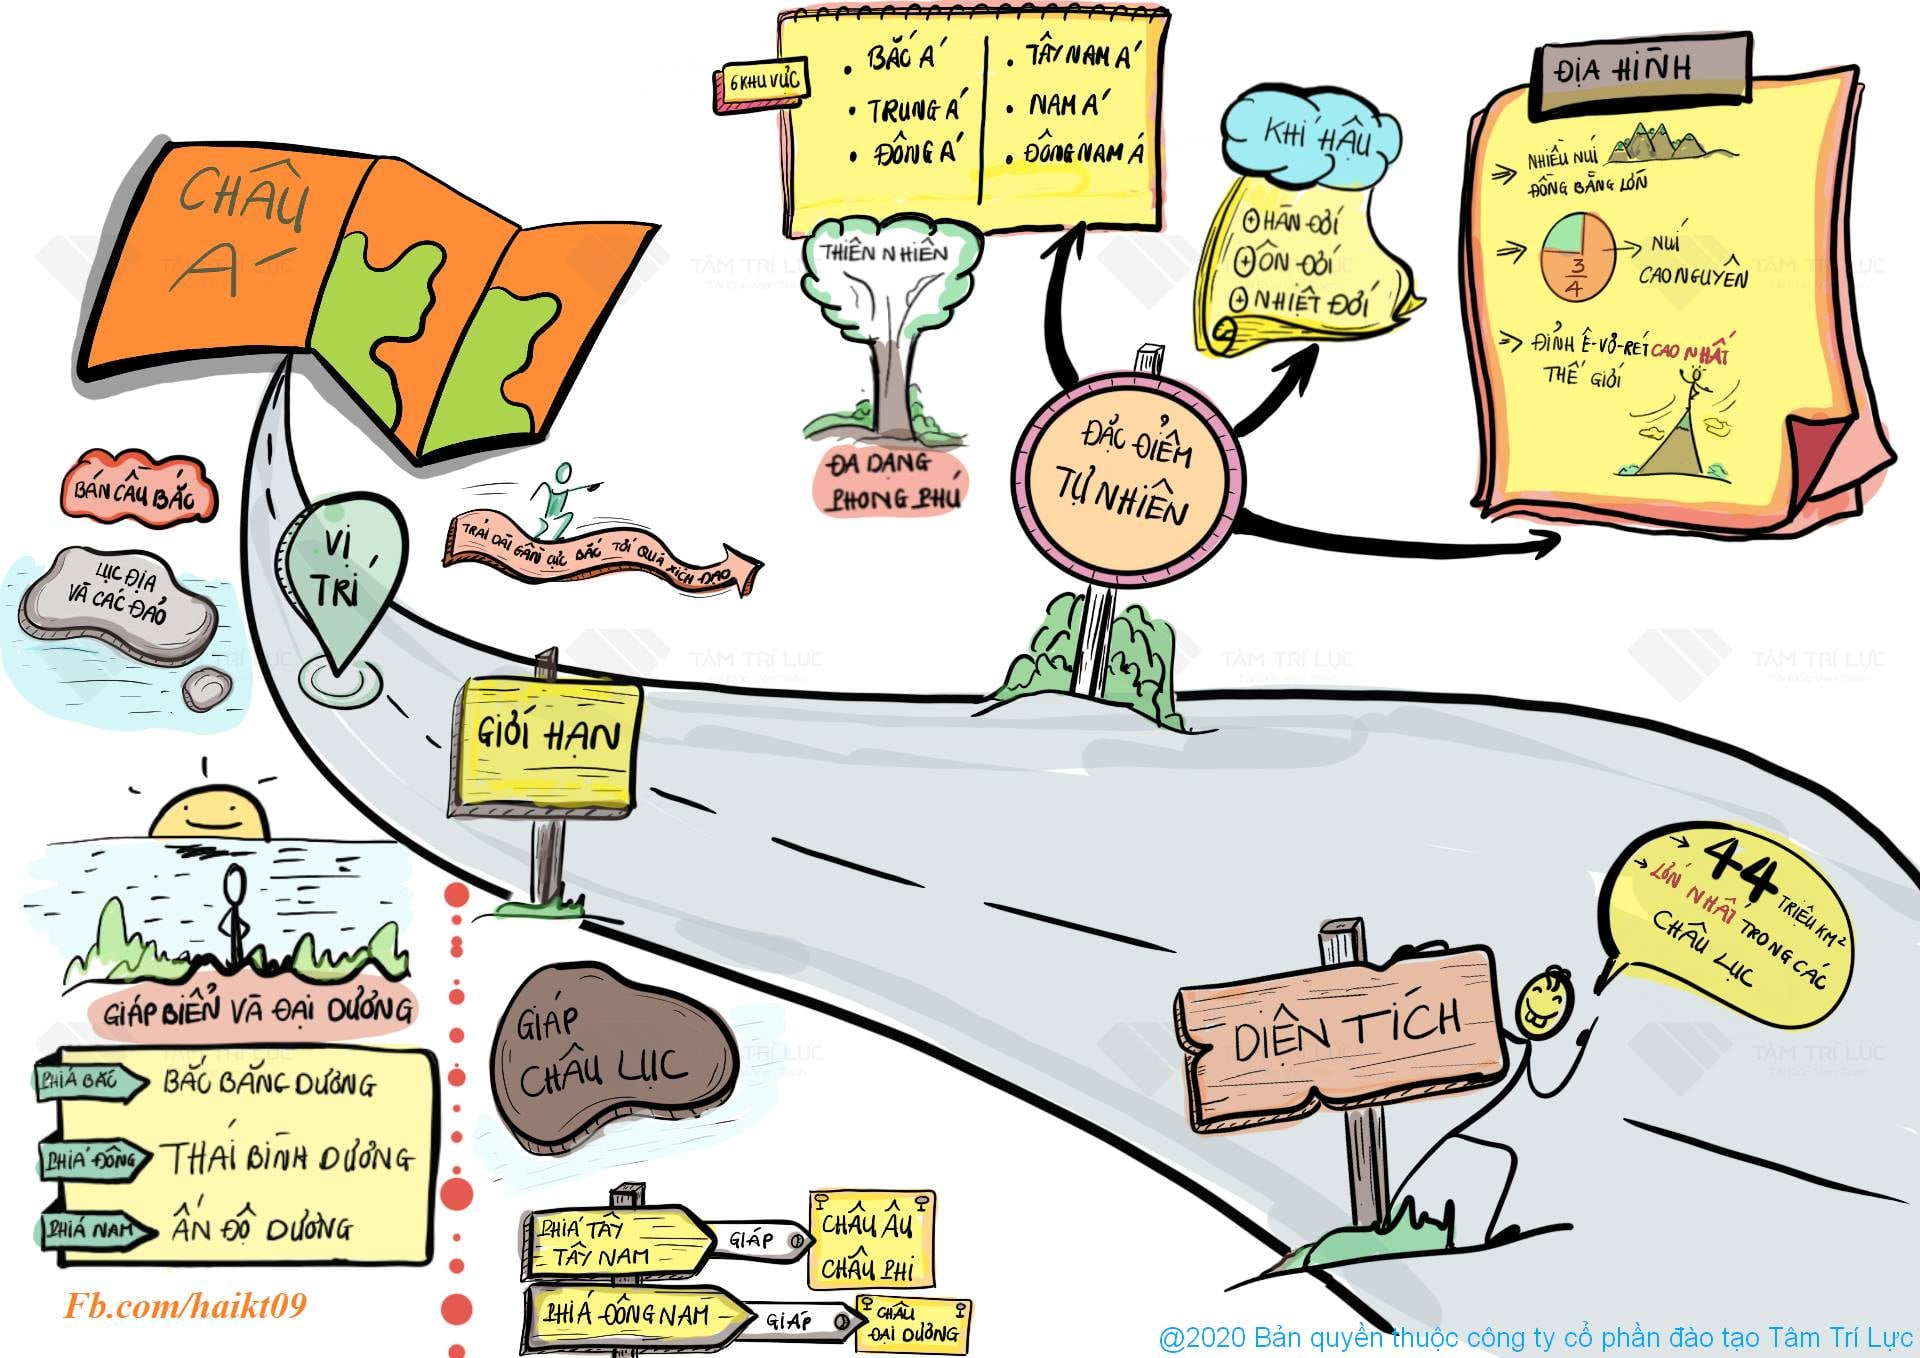 CHÂU
Á
BÁN CẦU BẮC
LỤC ĐỊA
VÀ CÁC ĐẢO
VỊ
TRÍ
TRẢI DÀI GẦN CỰC BẮC TỚI QUÁ XÍCH ĐẠO
6 KHU VỰC
• BẮC Á
• TRUNG Á
• ĐÔNG Á
• TÂY NAM Á
• NAM Á
• ĐÔNG NAM Á
THIÊN NHIÊN
ĐA DẠNG
PHONG PHÚ
KHÍ HẬU
+ HÀN ĐỚI
+ ÔN ĐỚI
+ NHIỆT ĐỚI
ĐẶC ĐIỂM
TỰ NHIÊN
ĐỊA HÌNH
NHIỀU NÚI
ĐỒNG BẰNG LỚN
3/4
NÚI
CAO NGUYÊN
ĐỈNH Ê-VỞ-RÉT CAO NHẤT
THẾ GIỚI
GIỚI HẠN
GIÁP BIỂN VÀ ĐẠI DƯƠNG
PHÍA BẮC BẮC BĂNG DƯƠNG
PHÍA ĐÔNG THÁI BÌNH DƯƠNG
PHÍA NAM ẤN ĐỘ DƯƠNG
GIÁP
CHÂU LỤC
PHÍA TÂY
TÂY NAM
GIÁP
CHÂU ÂU
CHÂU PHI
PHÍA ĐÔNG NAM
GIÁP
CHÂU
ĐẠI DƯƠNG
DIỆN TÍCH
44 TRIỆU KM²
LỚN NHẤT TRONG CÁC
CHÂU LỤC
Fb.com/haikt09
@2020 Bản quyền thuộc công ty cổ phần đào tạo Tâm Trí Lực
TÂM TRÍ LỰC